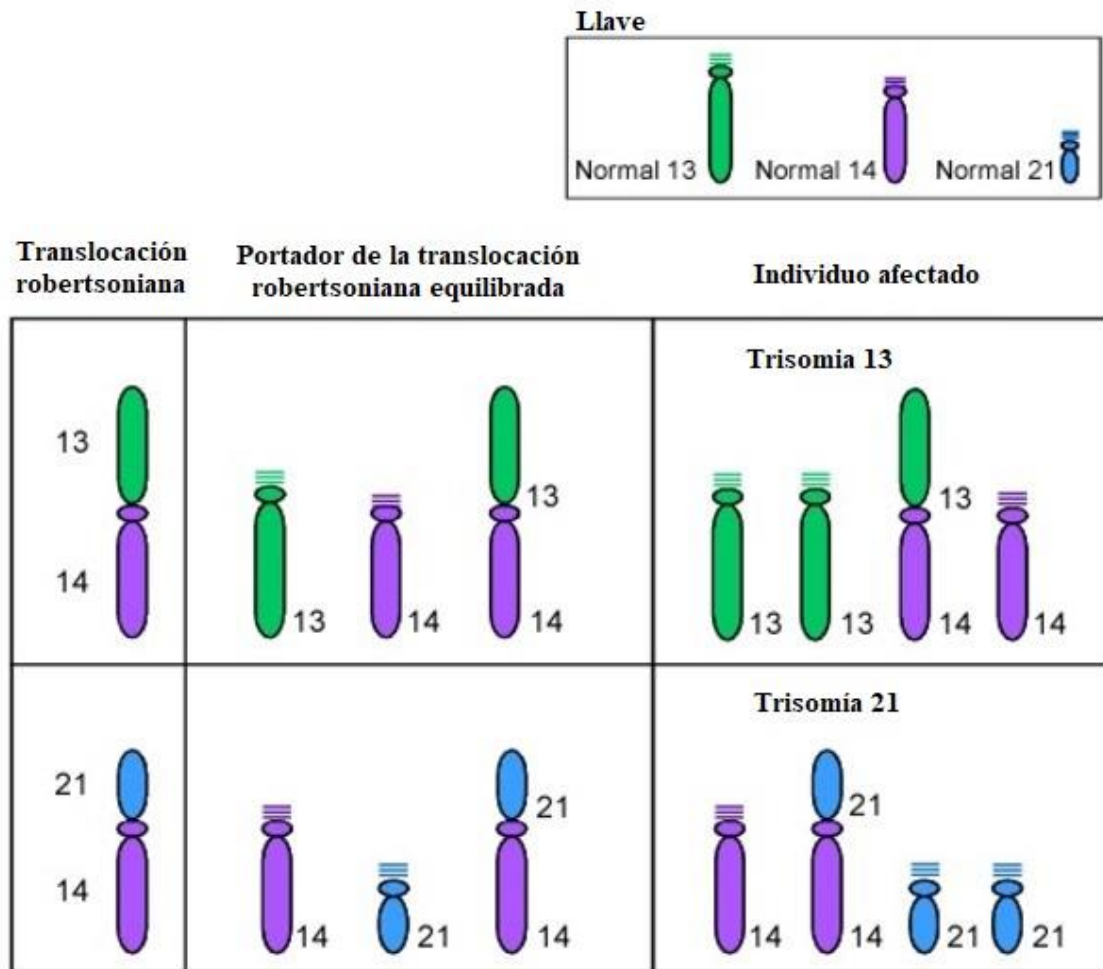 Llave
Normal 13
Normal 14
Normal 21
Translocación
robertsoniana
Portador de la translocación
robertsoniana equilibrada
Individuo afectado
13
14
13
14
13
14
Trisomia 13
13
13
13
14
14
21
14
14
21
21
14
Trisomía 21
14
21
14
21
21